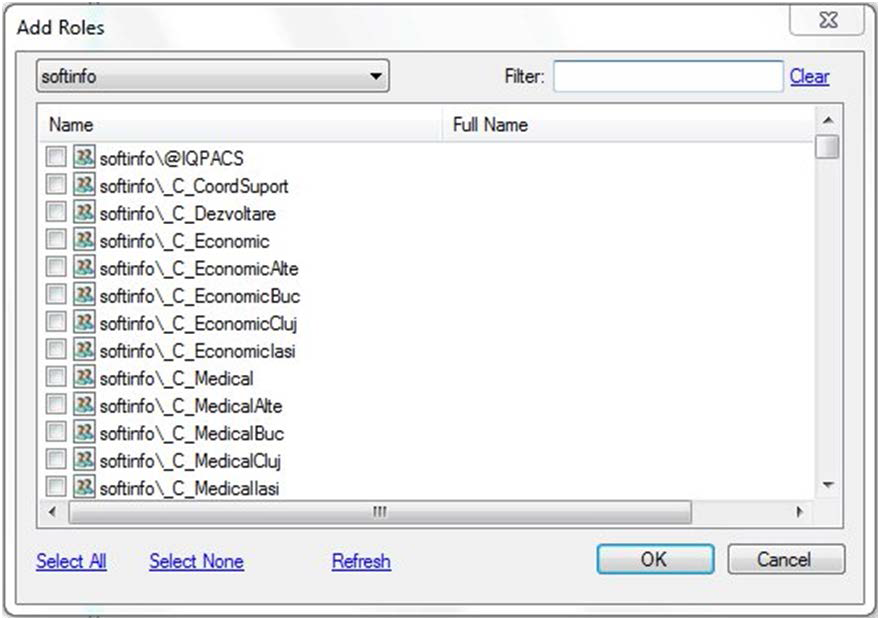 Add Roles
softinfo Filter: Clear
Name Full Name
softinfo\@IQPACS
softinfo\_C_CoordSuport
softinfo\_C_Dezvoltare
softinfo\_C_Economic
softinfo\_C_EconomicAlte
softinfo\_C_EconomicBuc
softinfo\_C_EconomicCluj
softinfo\_C_EconomicIasi
softinfo\_C_Medical
softinfo\_C_MedicalAlte
softinfo\_C_MedicalBuc
softinfo\_C_MedicalCluj
softinfo\_C_MedicalIasi
Select All Select None Refresh OK Cancel